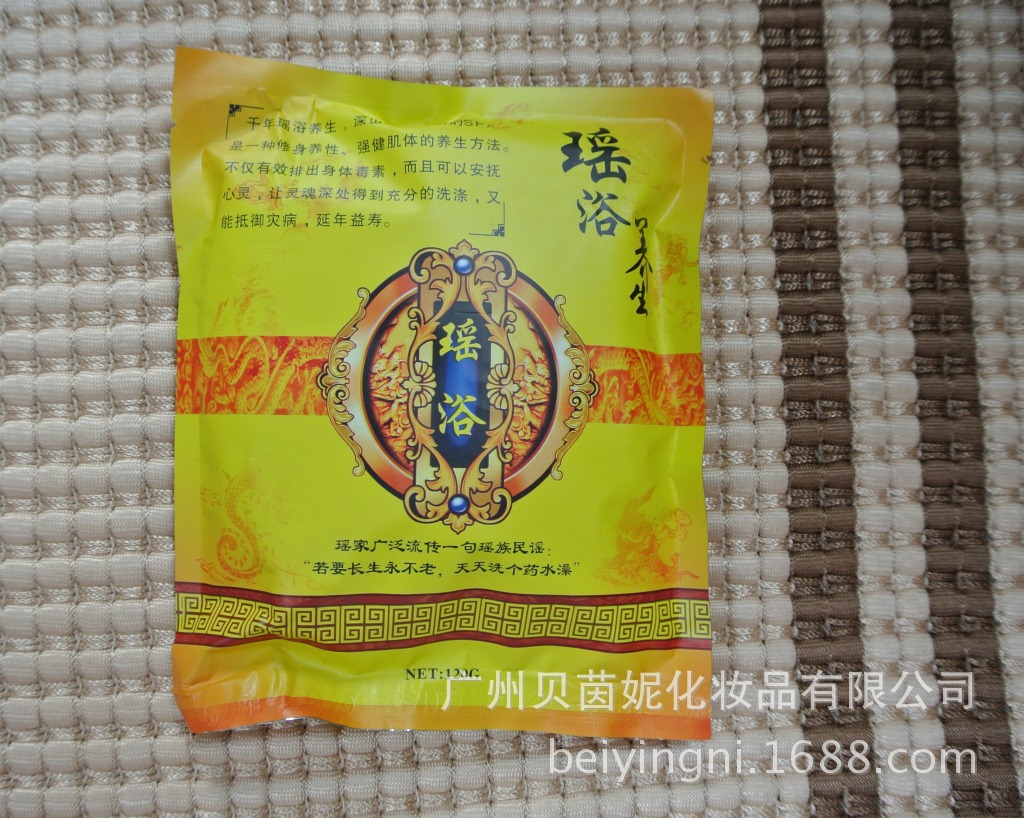 千年瑶浴养生，深
是一种修身养性、强健肌体的养生方法。
不仅有效排出身体毒素，而且可以安抚
心灵，让灵魂深处得到充分的洗涤，又
能抵御灾病，延年益寿。
瑶浴
养生
瑶浴
瑶家广泛流传一句瑶族民谣：
“若要长生永不老，天天洗个药水澡”
NET:120G
广州贝茵妮化妆品有限公司
beiyingni.1688.com